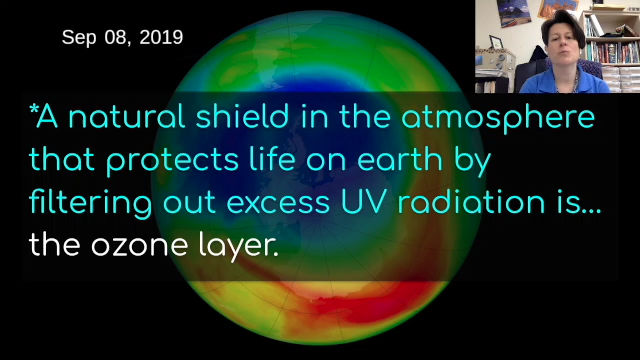 Sep 08, 2019
*A natural shield in the atmosphere
that protects life on earth by
filtering out excess UV radiation is...
the ozone layer.